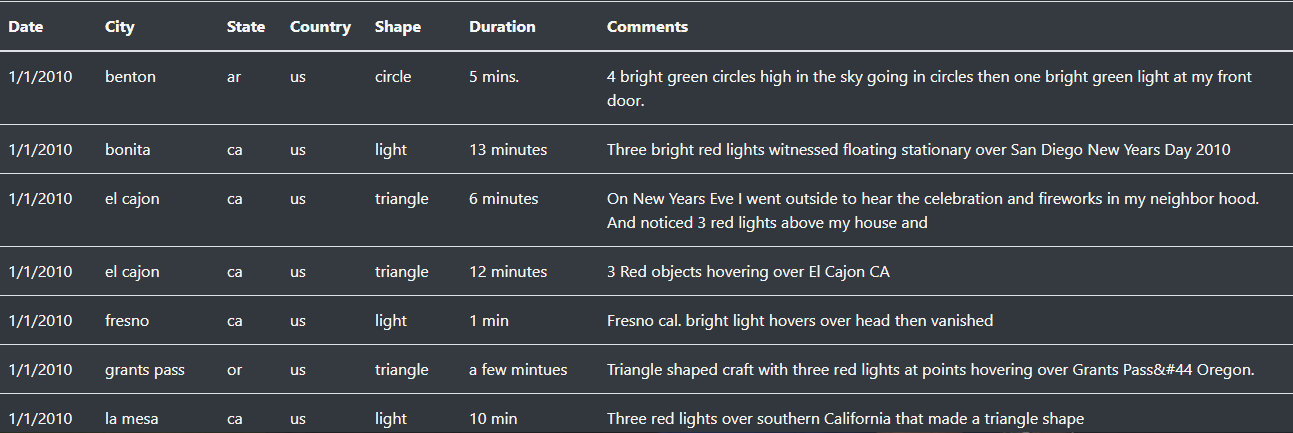 Date City State Country Shape Duration Comments
1/1/2010 benton ar us circle 5 mins. 4 bright green circles high in the sky going in circles then one bright green light at my front
door.
1/1/2010 bonita ca us light 13 minutes Three bright red lights witnessed floating stationary over San Diego New Years Day 2010
1/1/2010 el cajon ca us triangle 6 minutes On New Years Eve I went outside to hear the celebration and fireworks in my neighbor hood.
And noticed 3 red lights above my house and
1/1/2010 el cajon ca us triangle 12 minutes 3 Red objects hovering over El Cajon CA
1/1/2010 fresno ca us light 1 min Fresno cal. bright light hovers over head then vanished
1/1/2010 grants pass or us triangle a few mintues Triangle shaped craft with three red lights at points hovering over Grants Pass&#44 Oregon.
1/1/2010 la mesa ca us light 10 min Three red lights over southern California that made a triangle shape